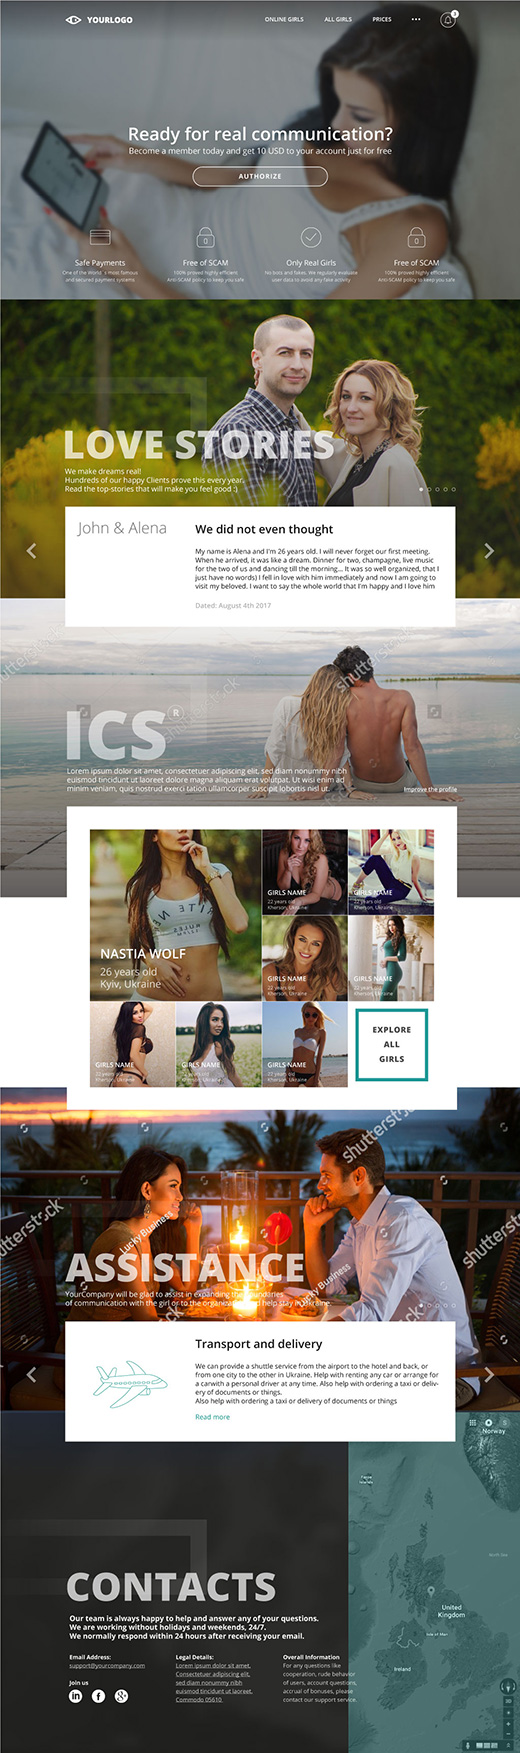 YOURLOGO
ONLINE GIRLS ALL GIRLS PRICES
Ready for real communication?
Become a member today and get 10 USD to your account just for free
AUTHORIZE
Safe Payments
One of the World`s most famous
and secured payment systems
Free of SCAM
100% proved highly efficient
Anti-SCAM policy to keep you safe
Only Real Girls
No bots and fakes. We regularly evaluate
user data to avoid any fake activity
Free of SCAM
100% proved highly efficient
Anti-SCAM policy to keep you safe
LOVE STORIES
We make dreams real!
Hundreds of our happy Clients prove this every year.
Read the top-stories that will make you feel good :)
John & Alena
We did not even thought
My name is Alena and I'm 26 years old. I will never forget our first meeting.
When he arrived, it was like a dream. Dinner for two, champagne, live music
for the two of us and dancing till the morning... It was so well organized, that I
just have no words) I fell in love with him immediately and now I am going to
visit my beloved. I want to say the whole world that I'm happy and I love him
Dated: August 4th 2017
ICS®
Lorem ipsum dolor sit amet, consectetuer adipiscing elit, sed diam nonummy nibh
euismod tincidunt ut laoreet dolore magna aliquam erat volutpat. Ut wisi enim ad
minim veniam, quis nostrud exerci tation ullamcorper suscipit lobortis nisl ut.
Improve the profile
shutterstock
shutterstock
NASTIA WOLF
26 years old
Kyiv, Ukraine
GIRLS NAME
22 years old
Kherson, Ukraine
GIRLS NAME
22 years old
Kherson, Ukraine
GIRLS NAME
22 years old
Kherson, Ukraine
GIRLS NAME
22 years old
Kherson, Ukraine
GIRLS NAME
22 years old
Kherson, Ukraine
GIRLS NAME
22 years old
Kherson, Ukraine
GIRLS NAME
22 years old
Kherson, Ukraine
EXPLORE
ALL
GIRLS
shutterstock
shutterstock
shutterstock
Lucky Business
Lucky Business
ASSISTANCE
YourCompany will be glad to assist in expanding the boundaries
of communication with the girl or to the organiza and help stay in Ukraine.
Transport and delivery
We can provide a shuttle service from the airport to the hotel and back, or
from one city to the other in Ukraine. Help with renting any car or arrange for
a carwith a personal driver at any time. Also help with ordering a taxi or deliv-
ery of documents or things.
Also help with ordering a taxi or delivery of documents or things
Read more
CONTACTS
Our team is always happy to help and answer any of your questions.
We are working without holidays and weekends, 24/7.
We normally respond within 24 hours after receiving your email.
Email Address:
support@yourcompany.com
Join us
Legal Details:
Lorem ipsum dolor sit amet,
Consectetuer adipiscing elit,
sed diam nonummy nibh
euismod tincidunt ut laoreet.
Commodo 05610
Overall Information
For any questions like
cooperation, rude behavior
of users, account questions,
accrual of bonuses, please
contact our support service.
Norway
United
Kingdom
Isle of Man
Ireland